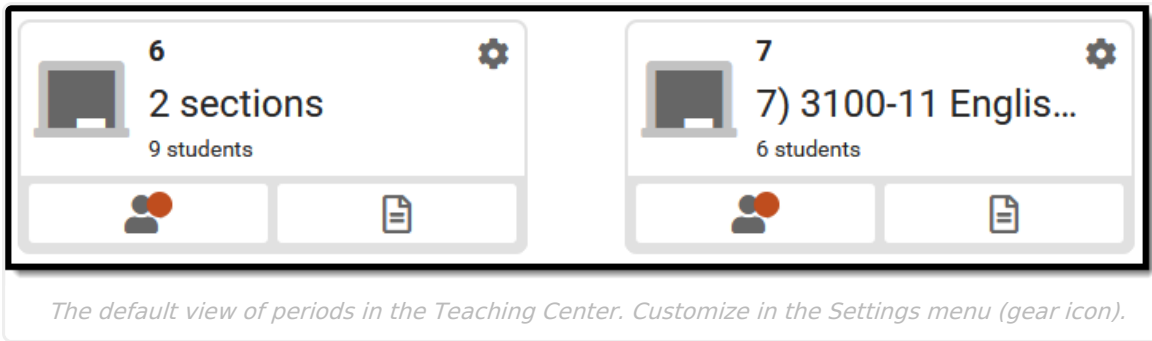 6
2 sections
9 students
7
7) 3100-11 Englis...
6 students
The default view of periods in the Teaching Center. Customize in the Settings menu (gear icon).